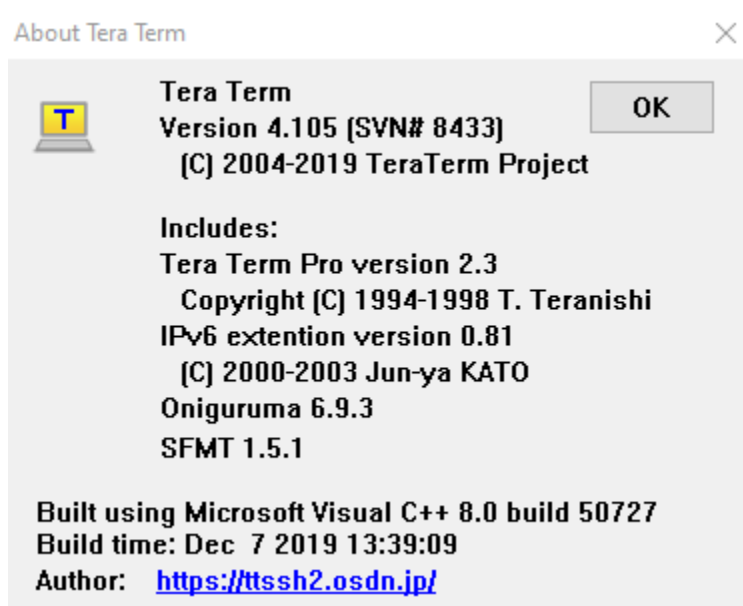 About Tera Term
T
Tera Term
OK
Version 4.105 (SVN# 8433)
(C) 2004-2019 TeraTerm Project
Includes:
Tera Term Pro version 2.3
Copyright (C) 1994-1998 T. Teranishi
IPv6 extention version 0.81
(C) 2000-2003 Jun-ya KATO
Oniguruma 6.9.3
SFMT 1.5.1
Built using Microsoft Visual C++ 8.0 build 50727
Build time: Dec  7 2019 13:39:09
Author: https://ttssh2.osdn.jp/